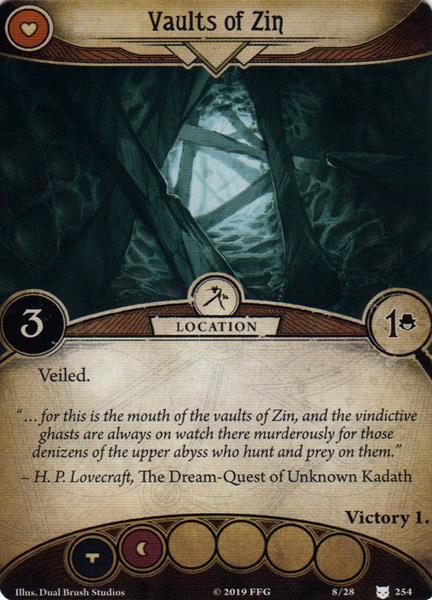 Vaults of Zin
3
LOCATION
1
Veiled.
“…for this is the mouth of the vaults of Zin, and the vindictive
ghasts are always on watch there murderously for those
denizens of the upper abyss who hunt and prey on them.”
– H. P. Lovecraft, The Dream-Quest of Unknown Kadath
Victory 1.
Illus. Dual Brush Studios © 2019 FFG 8/28 254